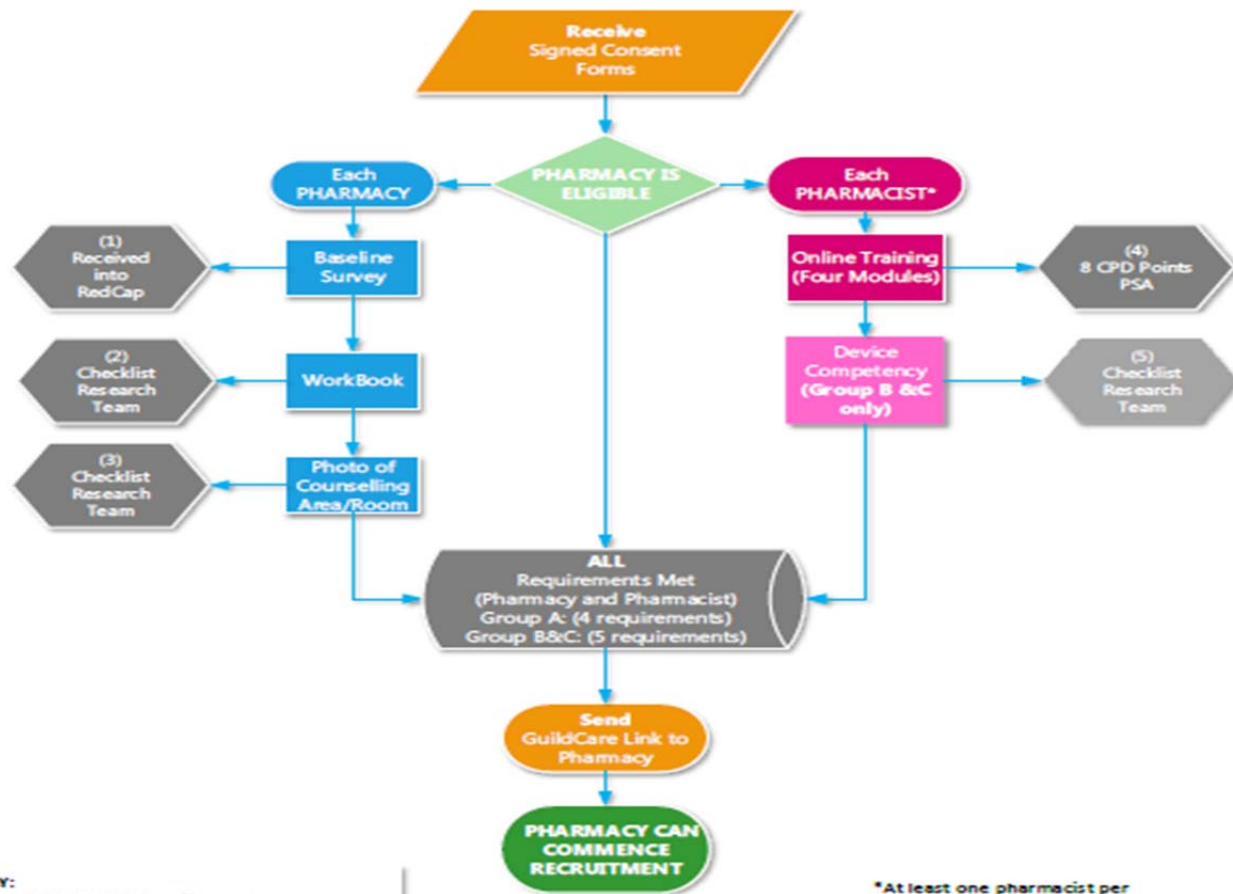 Receive
Signed Consent
Forms
PHARMACY IS
ELIGIBLE
Each
PHARMACY
Each
PHARMACIST*
(1)
Received
into
RedCap
Baseline
Survey
Online Training
(Four Modules)
(4)
8 CPD Points
PSA
(2)
Checklist
Research
Team
WorkBook
Device
Competency
(Group B &C
only)
(5)
Checklist
Research
Team
(3)
Checklist
Research
Team
Photo of
Counselling
Area/Room
ALL
Requirements Met
(Pharmacy and Pharmacist)
Group A: (4 requirements)
Group B&C: (5 requirements)
Send
GuildCare Link to
Pharmacy
PHARMACY CAN
COMMENCE
RECRUITMENT
*At least one pharmacist per